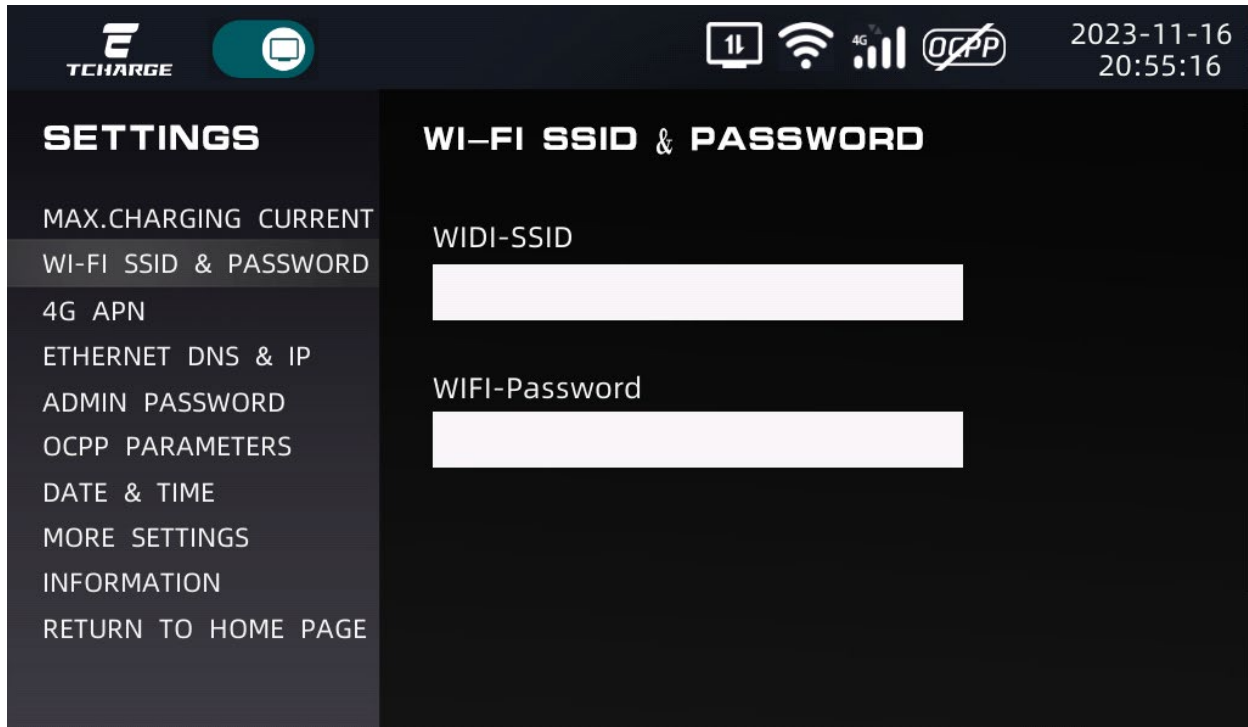 TCHARGE
4G
OCPP
2023-11-16
20:55:16
SETTINGS
MAX.CHARGING CURRENT
WI-FI SSID & PASSWORD
4G APN
ETHERNET DNS & IP
ADMIN PASSWORD
OCPP PARAMETERS
DATE & TIME
MORE SETTINGS
INFORMATION
RETURN TO HOME PAGE
WI-FI SSID & PASSWORD
WIDI-SSID
WIFI-Password